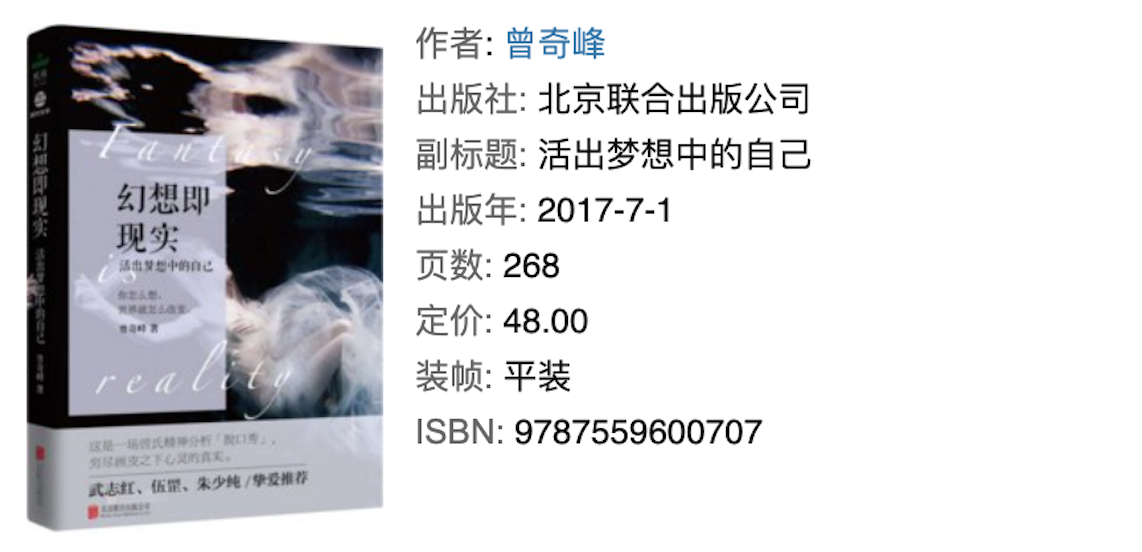 幻想即现实
活出梦想中的自己
曾奇峰 著
Fantasy
幻想即
现实
活出梦想中的自己
is
你怎么想，
世界就怎么改变。
曾奇峰 著
reality
这是一场曾氏精神分析「脱口秀」，
穷尽画皮之下心灵的真实。
武志红、伍罡、朱少纯/挚爱推荐
北京联合出版公司
作者: 曾奇峰
出版社: 北京联合出版公司
副标题: 活出梦想中的自己
出版年: 2017-7-1
页数: 268
定价: 48.00
装帧: 平装
ISBN: 9787559600707